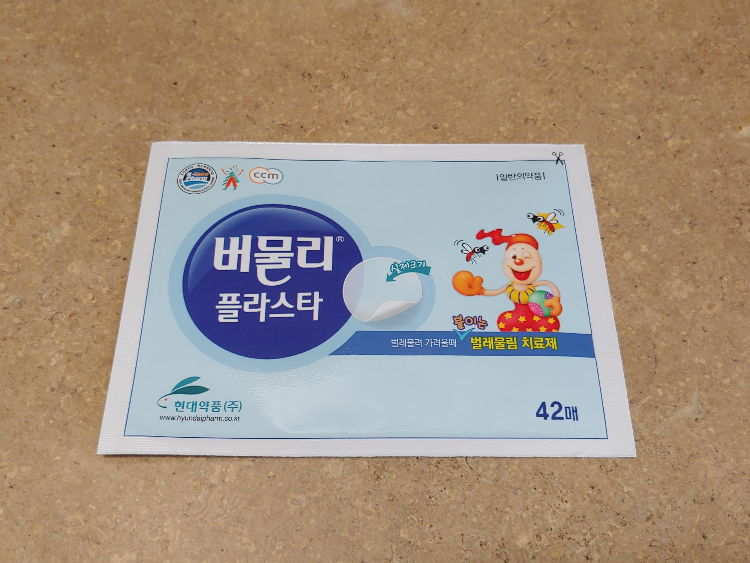 Pharm
ccm
일반의약품
버물리®
플라스타
실제크기
붙이는
벌레물려 가려울때
벌레물림 치료제
현대약품(주)
www.hyundaipharm.co.kr
42매